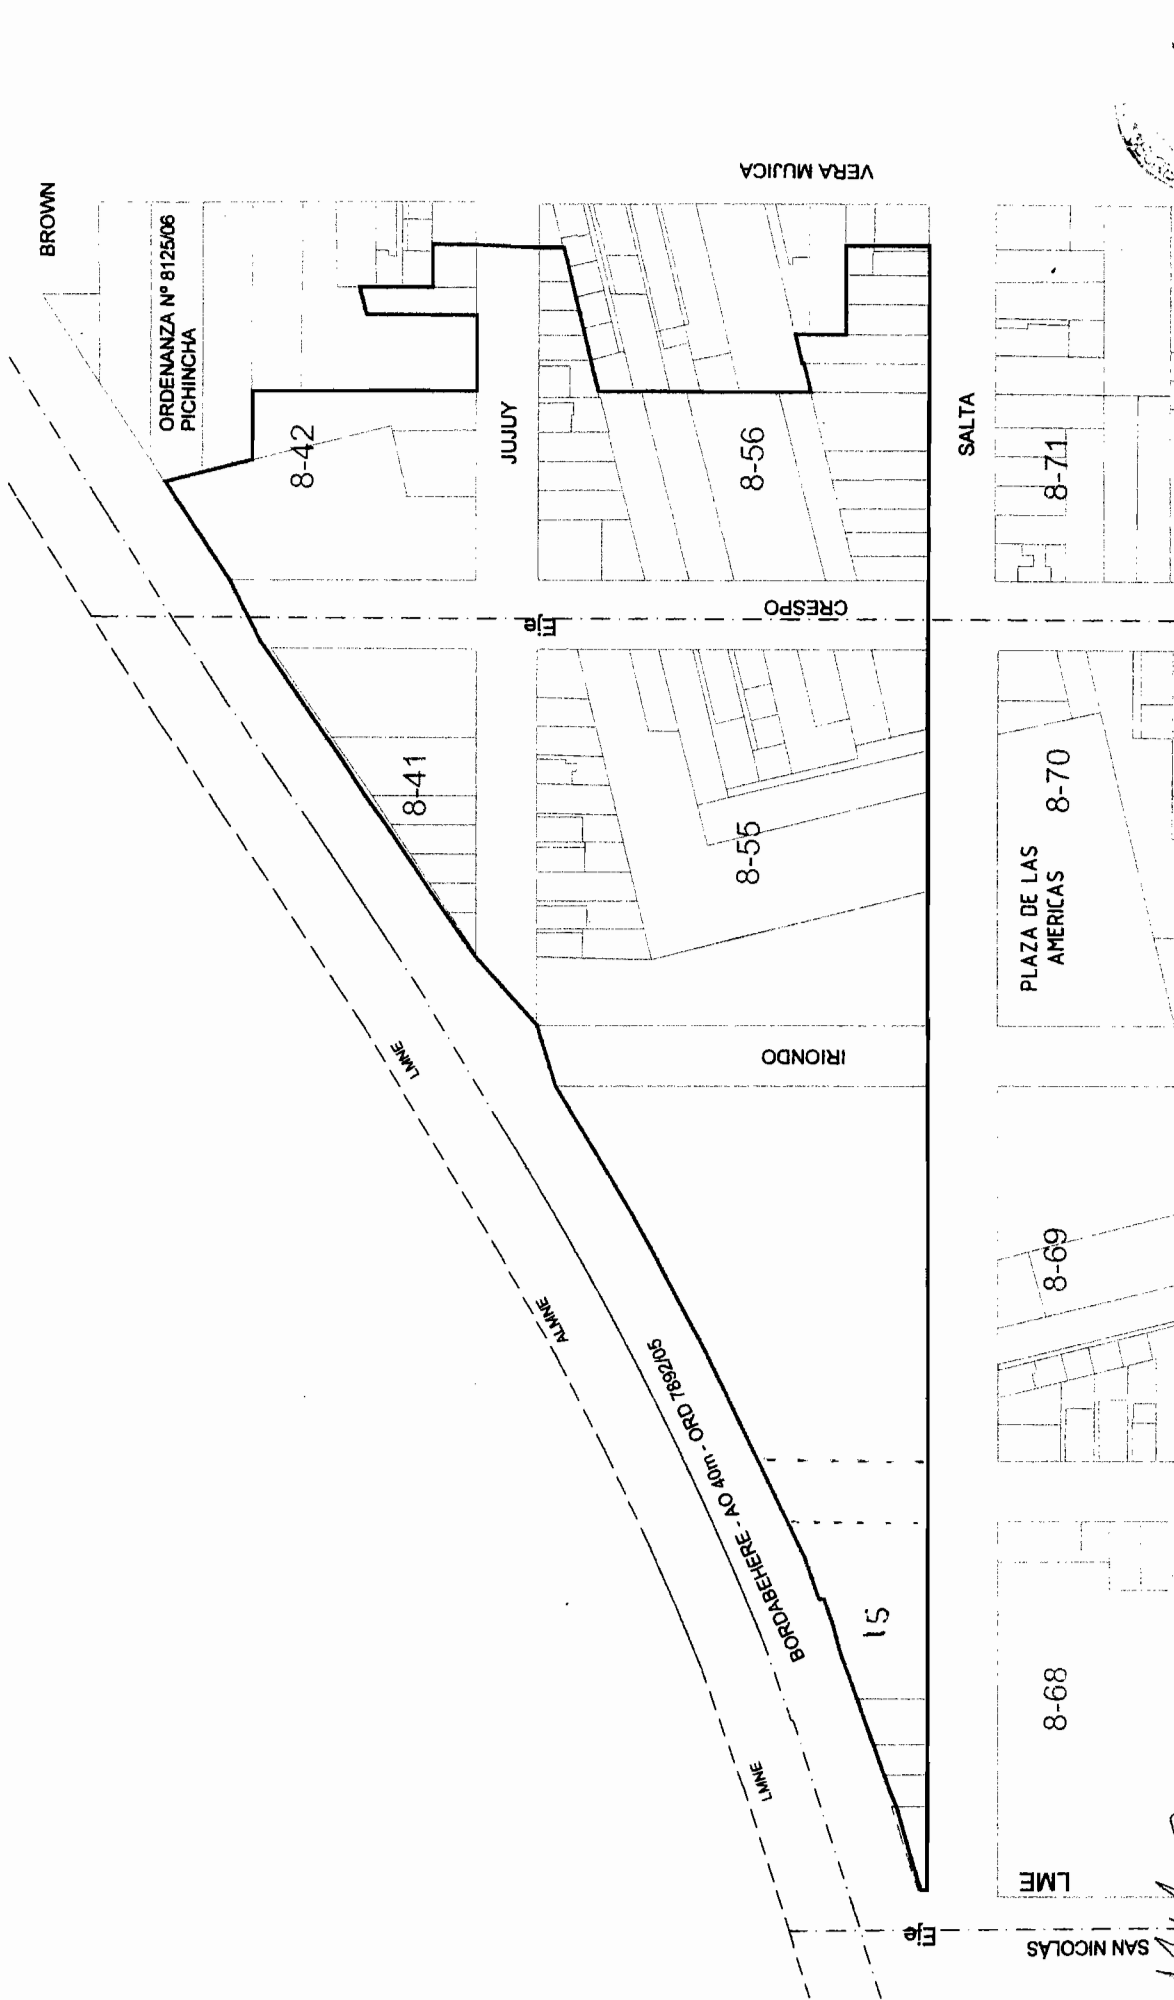 BROWN
ORDENANZA Nº 8125/06
PICHINCHA
VERA MUJICA
8-42
JUJUY
8-56
SALTA
8-71
CRESPO
Eje
8-41
8-55
PLAZA DE LAS
AMERICAS
8-70
LMNE
IRIONDO
ALMNE
8-69
BORDABEHERE - AO 40m - ORD 7892/05
15
8-68
LMNE
LME
Eje
SAN NICOLÁS